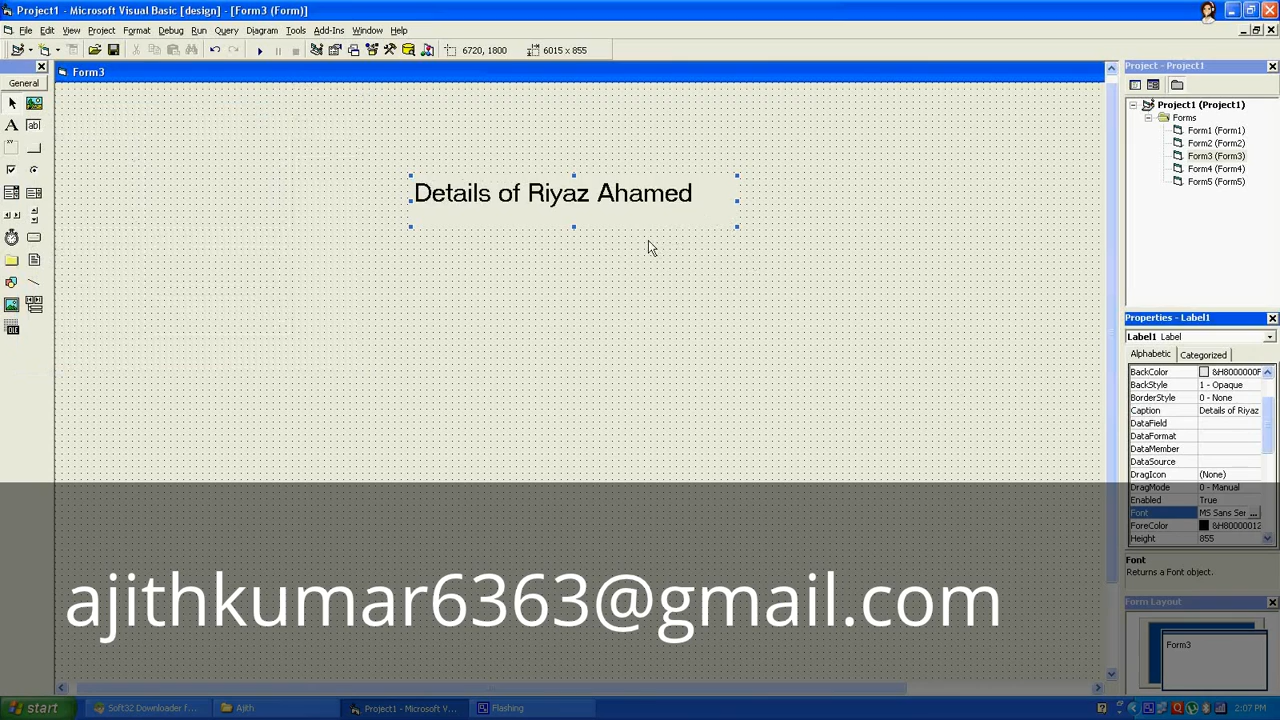 Project1 - Microsoft Visual Basic [design] - [Form3 (Form)]
File Edit View Project Format Debug Run Query Diagram Tools Add-Ins Window Help
6720, 1800 6015 x 855
General
Form3
Details of Riyaz Ahamed
Project - Project1
Project1 (Project1)
Forms
Form1 (Form1)
Form2 (Form2)
Form3 (Form3)
Form4 (Form4)
Form5 (Form5)
Properties - Label1
Label1 Label
Alphabetic Categorized
BackColor &H8000000F
BackStyle 1 - Opaque
BorderStyle 0 - None
Caption Details of Riyaz
DataField
DataFormat
DataMember
DataSource
DragIcon (None)
DragMode 0 - Manual
Enabled True
Font MS Sans Ser ...
ForeColor &H80000012
Height 855
Font
Returns a Font object.
Form Layout
Form3
ajithkumar6363@gmail.com
start Soft32 Downloader f... Ajith Project1 - Microsoft V... Flashing 2:07 PM